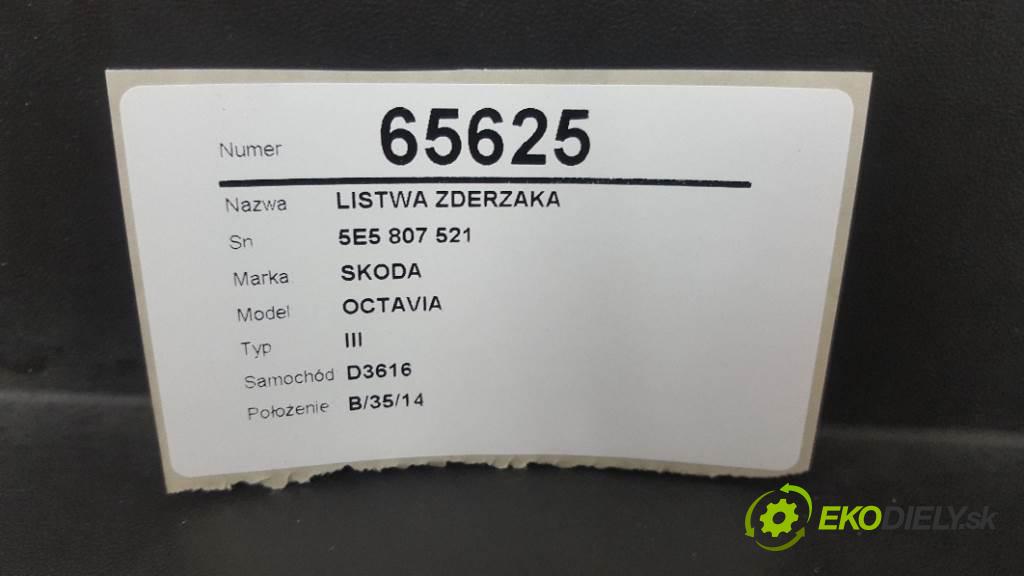 Numer 65625
Nazwa LISTWA ZDERZAKA
Sn 5E5 807 521
Marka SKODA
Model OCTAVIA
Typ III
Samochód D3616
Położenie B/35/14
EKODIELY.sk